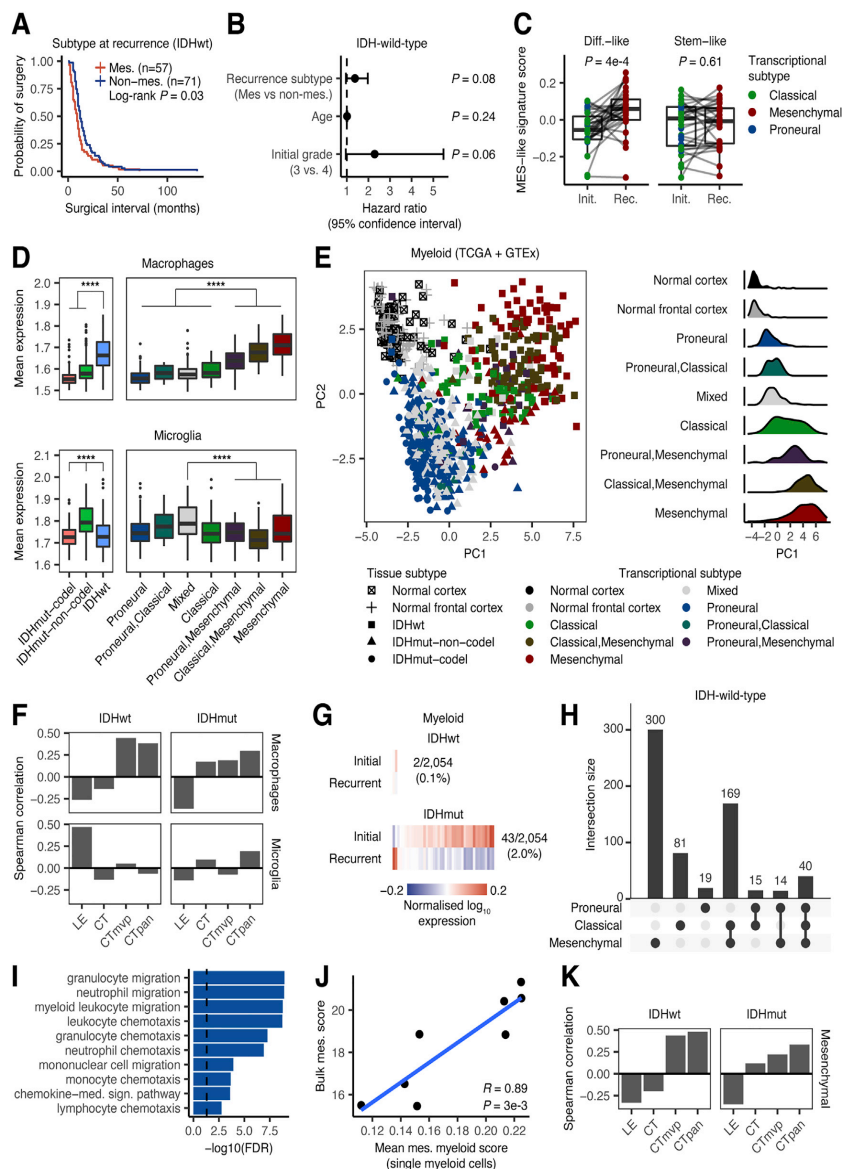 A
Subtype at recurrence (IDHwt)
Probability of surgery
1.00
0.75
0.50
0.25
0.00
Mes. (n=57)
Non-mes. (n=71)
Log-rank P = 0.03
0 50 100
Surgical interval (months)
B
IDH-wild-type
Recurrence subtype
(Mes vs non-mes.)
P = 0.08
Age
P = 0.24
Initial grade
(3 vs. 4)
P = 0.06
1 2 3 4 5
Hazard ratio
(95% confidence interval)
C
Diff.-like Stem-like
P = 4e-4 P = 0.61
MES-like signature score
0.2
0.0
−0.2
Init. Rec. Init. Rec.
Transcriptional
subtype
Classical
Mesenchymal
Proneural
D
Macrophages
Mean expression
2.0
1.9
1.8
1.7
1.6
1.5
**** ****
Microglia
Mean expression
2.1
2.0
1.9
1.8
1.7
1.6
**** ****
IDHmut−codel
IDHmut−non−codel
IDHwt
Proneural
Proneural,Classical
Mixed
Classical
Proneural,Mesenchymal
Classical,Mesenchymal
Mesenchymal
E
Myeloid (TCGA + GTEx)
PC2
2.5
0.0
−2.5
−5.0 −2.5 0.0 2.5 5.0 7.5
PC1
Normal cortex
Normal frontal cortex
Proneural
Proneural,Classical
Mixed
Classical
Proneural,Mesenchymal
Classical,Mesenchymal
Mesenchymal
−4−2 0 2 4 6
PC1
Tissue subtype
Normal cortex
Normal frontal cortex
IDHwt
IDHmut−non−codel
IDHmut−codel
Transcriptional subtype
Normal cortex
Normal frontal cortex
Classical
Classical,Mesenchymal
Mesenchymal
Mixed
Proneural
Proneural,Classical
Proneural,Mesenchymal
F
IDHwt IDHmut
Spearman correlation
0.50
0.25
0.00
−0.25
Macrophages
0.50
0.25
0.00
−0.25
Microglia
LE CT CTmvp CTpan LE CT CTmvp CTpan
G
Myeloid
IDHwt
Initial
Recurrent
2/2,054
(0.1%)
IDHmut
Initial
Recurrent
43/2,054
(2.0%)
−0.2 0.2
Normalised log10
expression
H
IDH-wild-type
Intersection size
300
200
100
0
300 81 19 169 15 14 40
Proneural
Classical
Mesenchymal
I
granulocyte migration
neutrophil migration
myeloid leukocyte migration
leukocyte chemotaxis
granulocyte chemotaxis
neutrophil chemotaxis
mononuclear cell migration
monocyte chemotaxis
chemokine−med. sign. pathway
lymphocyte chemotaxis
0.0 2.5 5.0 7.5
−log10(FDR)
J
Bulk mes. score
20
18
16
R = 0.89
P = 3e-3
0.12 0.14 0.16 0.18 0.20 0.22
Mean mes. myeloid score
(single myeloid cells)
K
IDHwt IDHmut
Spearman correlation
0.50
0.25
0.00
−0.25
Mesenchymal
LE CT CTmvp CTpan LE CT CTmvp CTpan